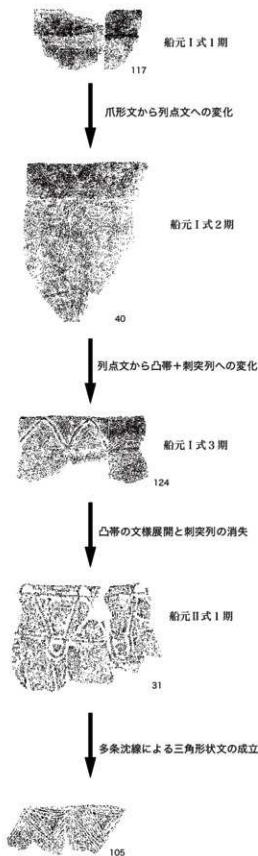 船元Ⅰ式1期
117
爪形文から列点文への変化
船元Ⅰ式2期
40
列点文から凸帯＋刺突列への変化
船元Ⅰ式3期
124
凸帯の文様展開と刺突列の消失
船元Ⅱ式1期
31
多条沈線による三角形状文の成立
105